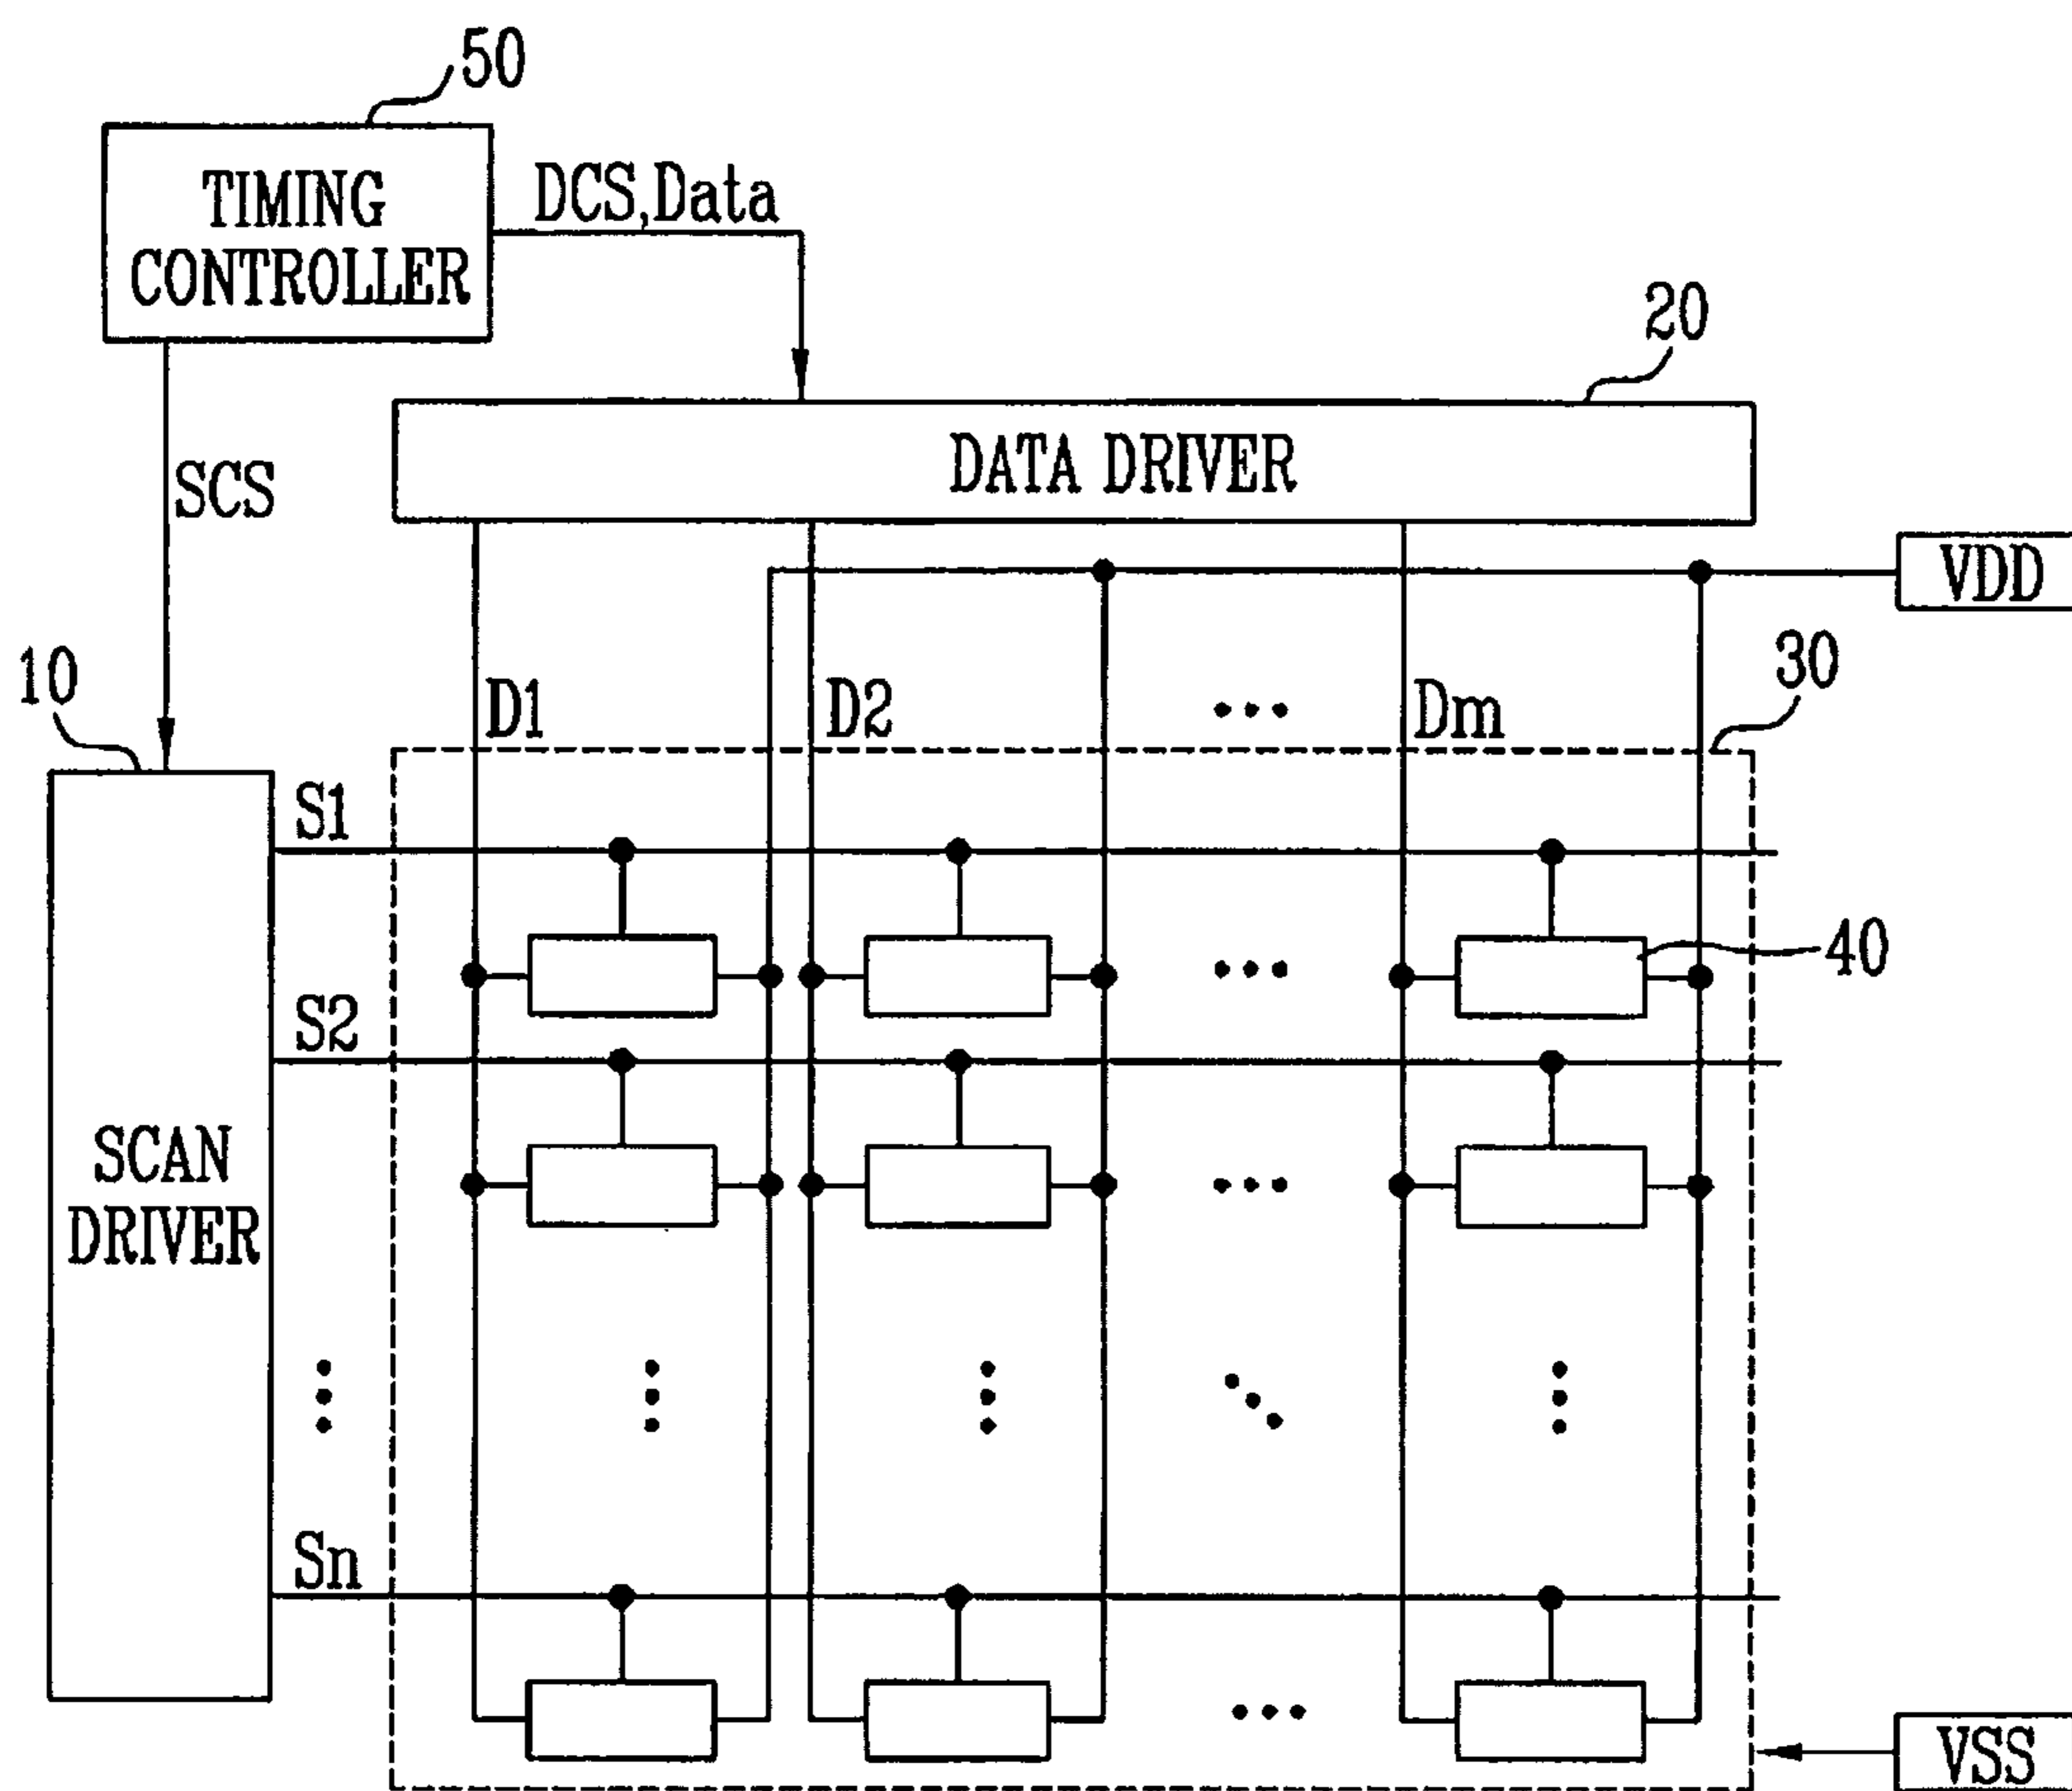 50
TIMING
CONTROLLER
DCS,Data
20
DATA DRIVER
SCS
VDD
10
30
D1
D2
Dm
S1
40
S2
SCAN
DRIVER
Sn
VSS